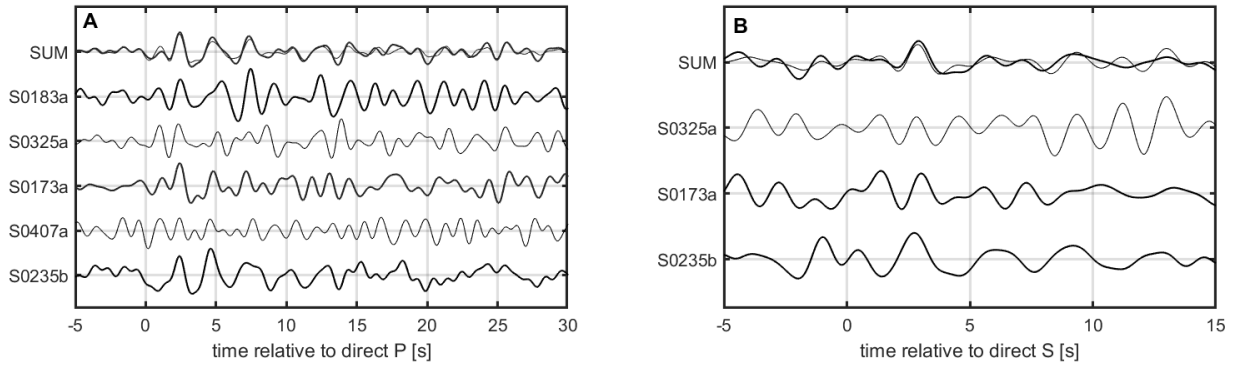 A
SUM
S0183a
S0325a
S0173a
S0407a
S0235b
-5 0 5 10 15 20 25 30
time relative to direct P [s]
B
SUM
S0325a
S0173a
S0235b
-5 0 5 10 15
time relative to direct S [s]